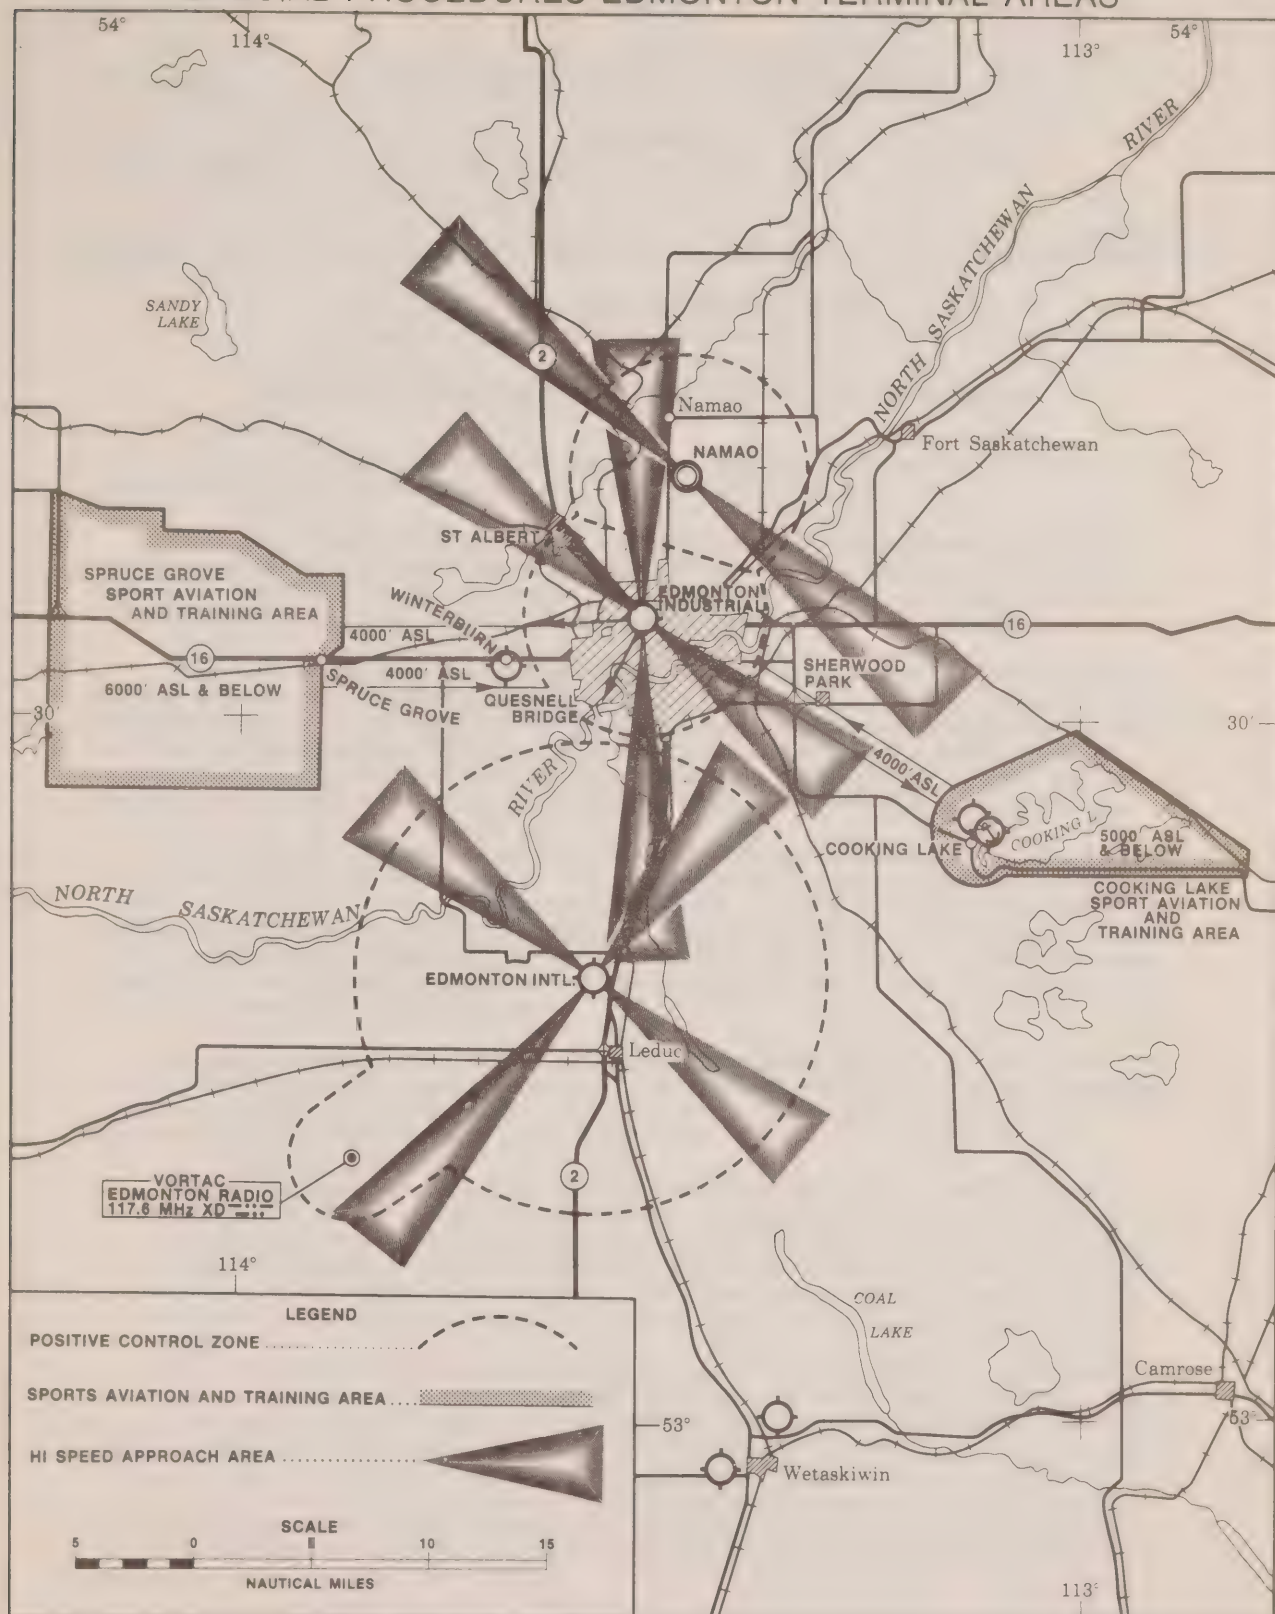 PROCEDURES EDMONTON TERMINAL AREAS
54°
114°
113°
54°
RIVER
NORTH SASKATCHEWAN
SANDY
LAKE
2
Namao
NAMAO
Fort Saskatchewan
ST ALBERT
SPRUCE GROVE
SPORT AVIATION
AND TRAINING AREA
WINTERBURN
4000' ASL
EDMONTON
INDUSTRIAL
16
16
4000' ASL
6000' ASL & BELOW
SPRUCE GROVE
QUESNELL
BRIDGE
SHERWOOD
PARK
30'
30'
4000' ASL
RIVER
COOKING L
COOKING LAKE
5000' ASL
& BELOW
COOKING LAKE
SPORT AVIATION
AND
TRAINING AREA
NORTH SASKATCHEWAN
EDMONTON INTL.
Leduc
VORTAC
EDMONTON RADIO
117.6 MHz XD
2
114°
COAL
LAKE
LEGEND
POSITIVE CONTROL ZONE
SPORTS AVIATION AND TRAINING AREA
HI SPEED APPROACH AREA
Camrose
53°
53°
Wetaskiwin
SCALE
5 0 5 10 15
NAUTICAL MILES
113°